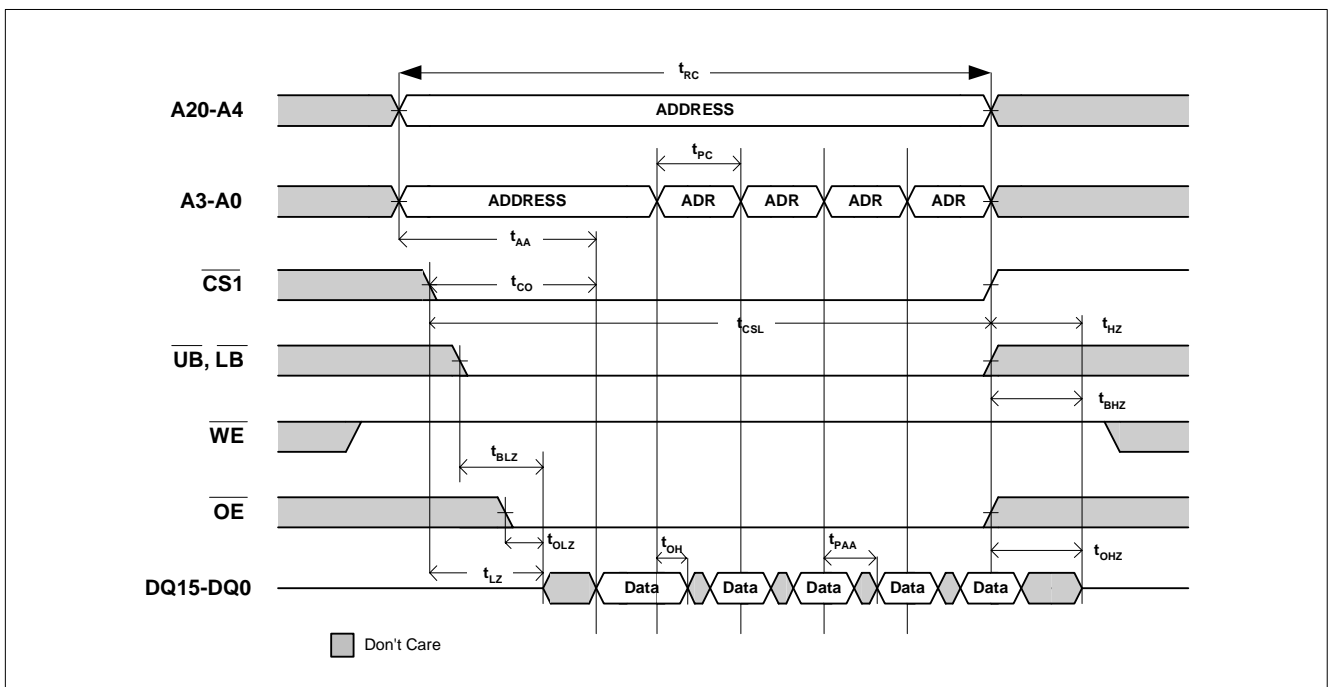 tRC
A20-A4 ADDRESS
tPC
A3-A0 ADDRESS ADR ADR ADR ADR
tAA
CS1 tCO
tCSL tHZ
UB, LB
tBHZ
WE
tBLZ
OE
tOLZ tOH tPAA tOHZ
tLZ
DQ15-DQ0 Data Data Data Data Data
Don't Care